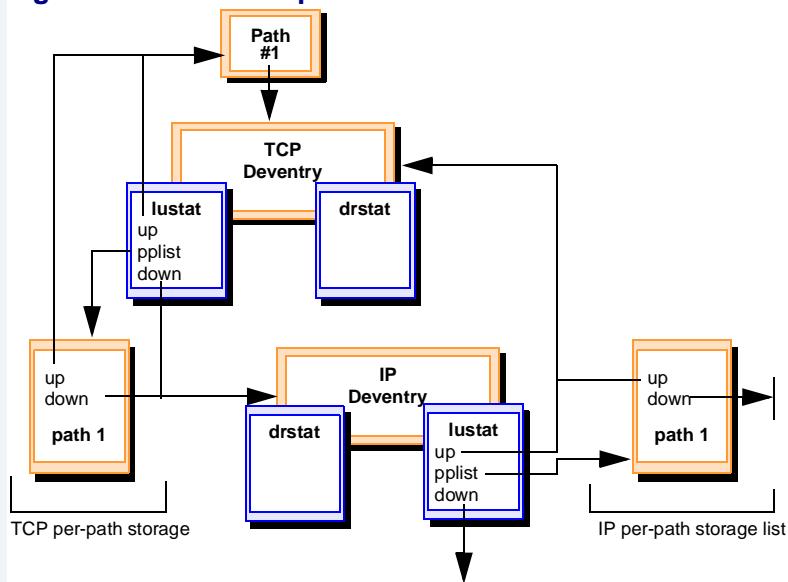 Path
#1
TCP
Deventry
lustat
up
pplist
down
drstat
up
down
path 1
TCP per-path storage
IP
Deventry
drstat
lustat
up
pplist
down
up
down
path 1
IP per-path storage list